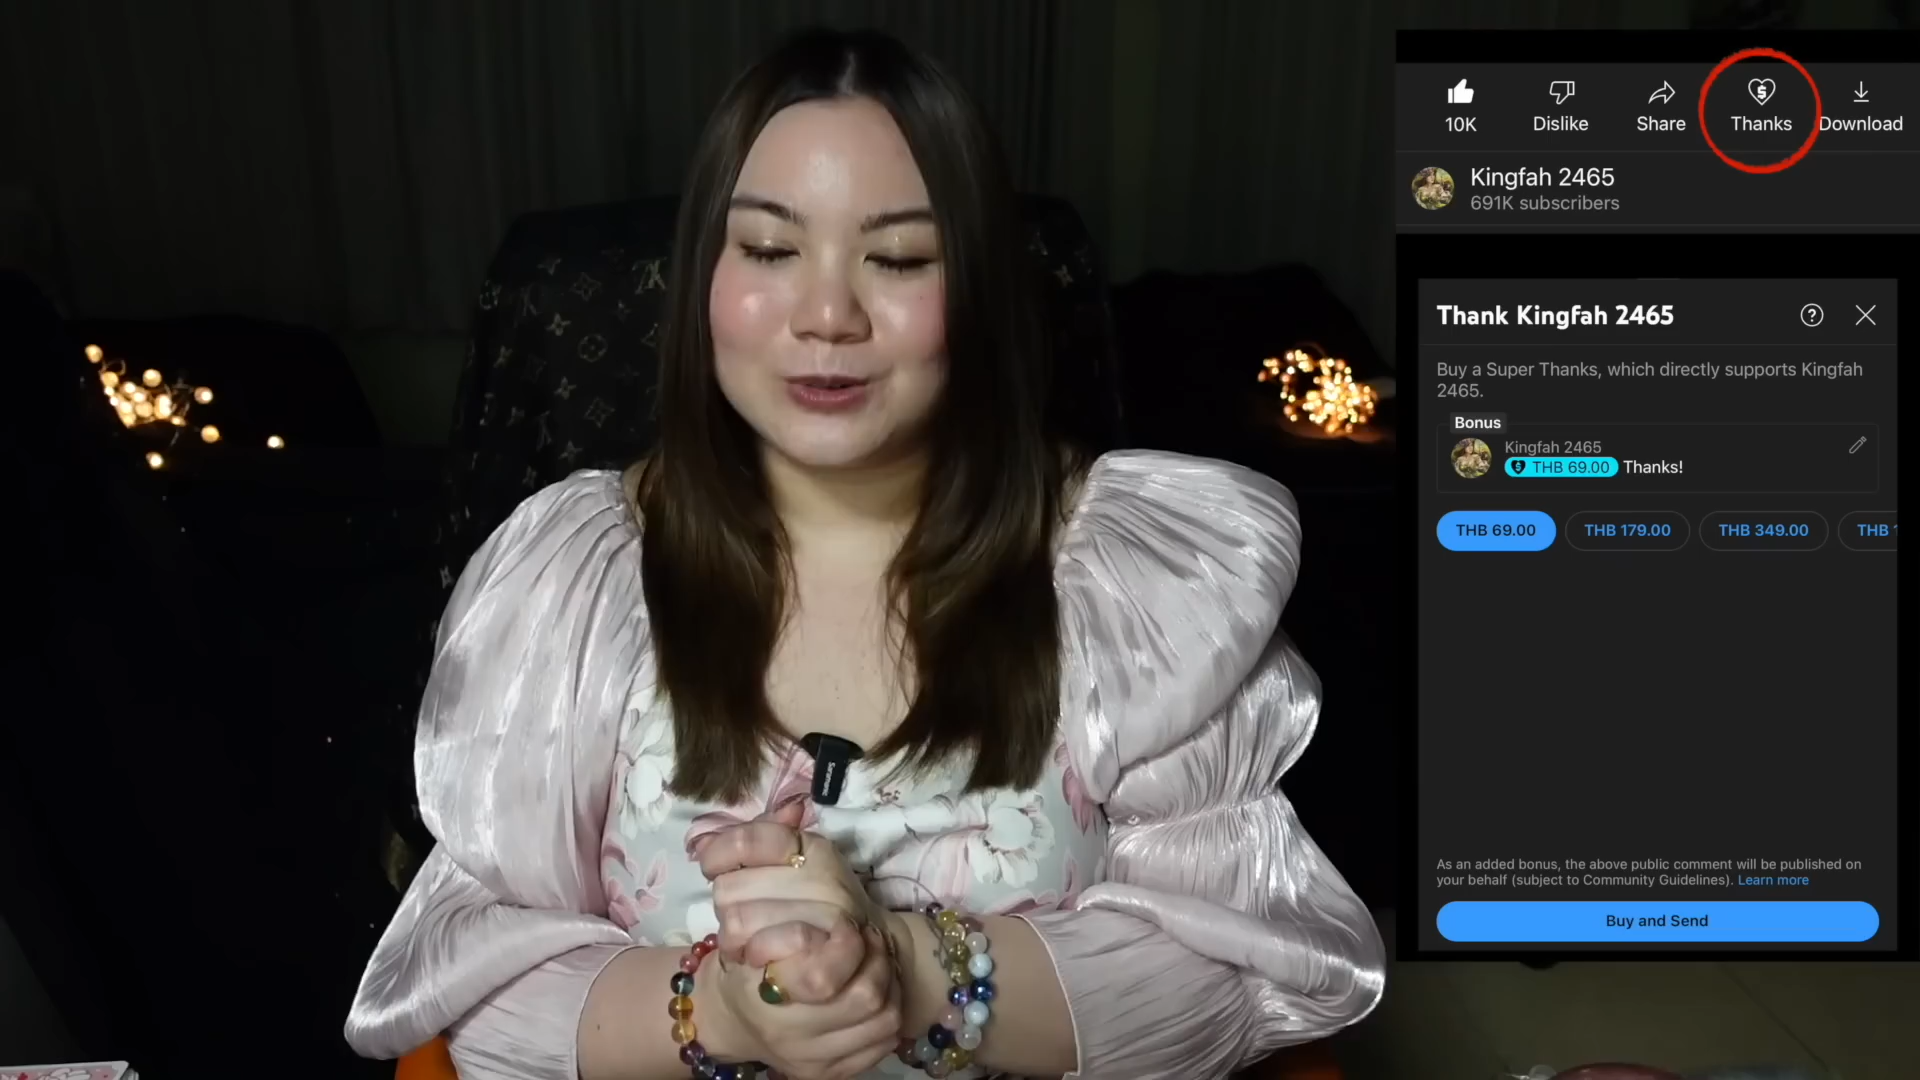 10K
Dislike
Share
Thanks
Download
Kingfah 2465
691K subscribers
Thank Kingfah 2465
Buy a Super Thanks, which directly supports Kingfah
2465.
Bonus
Kingfah 2465
THB 69.00 Thanks!
THB 69.00
THB 179.00
THB 349.00
THB 1
As an added bonus, the above public comment will be published on
your behalf (subject to Community Guidelines). Learn more
Buy and Send
Saramonic